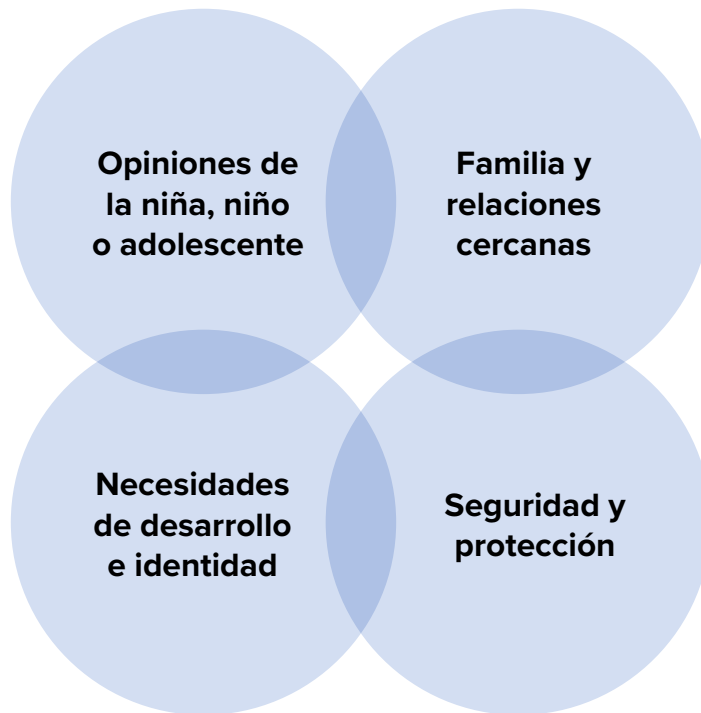 Opiniones de
la niña, niño
o adolescente
Familia y
relaciones
cercanas
Necesidades
de desarrollo
e identidad
Seguridad y
protección